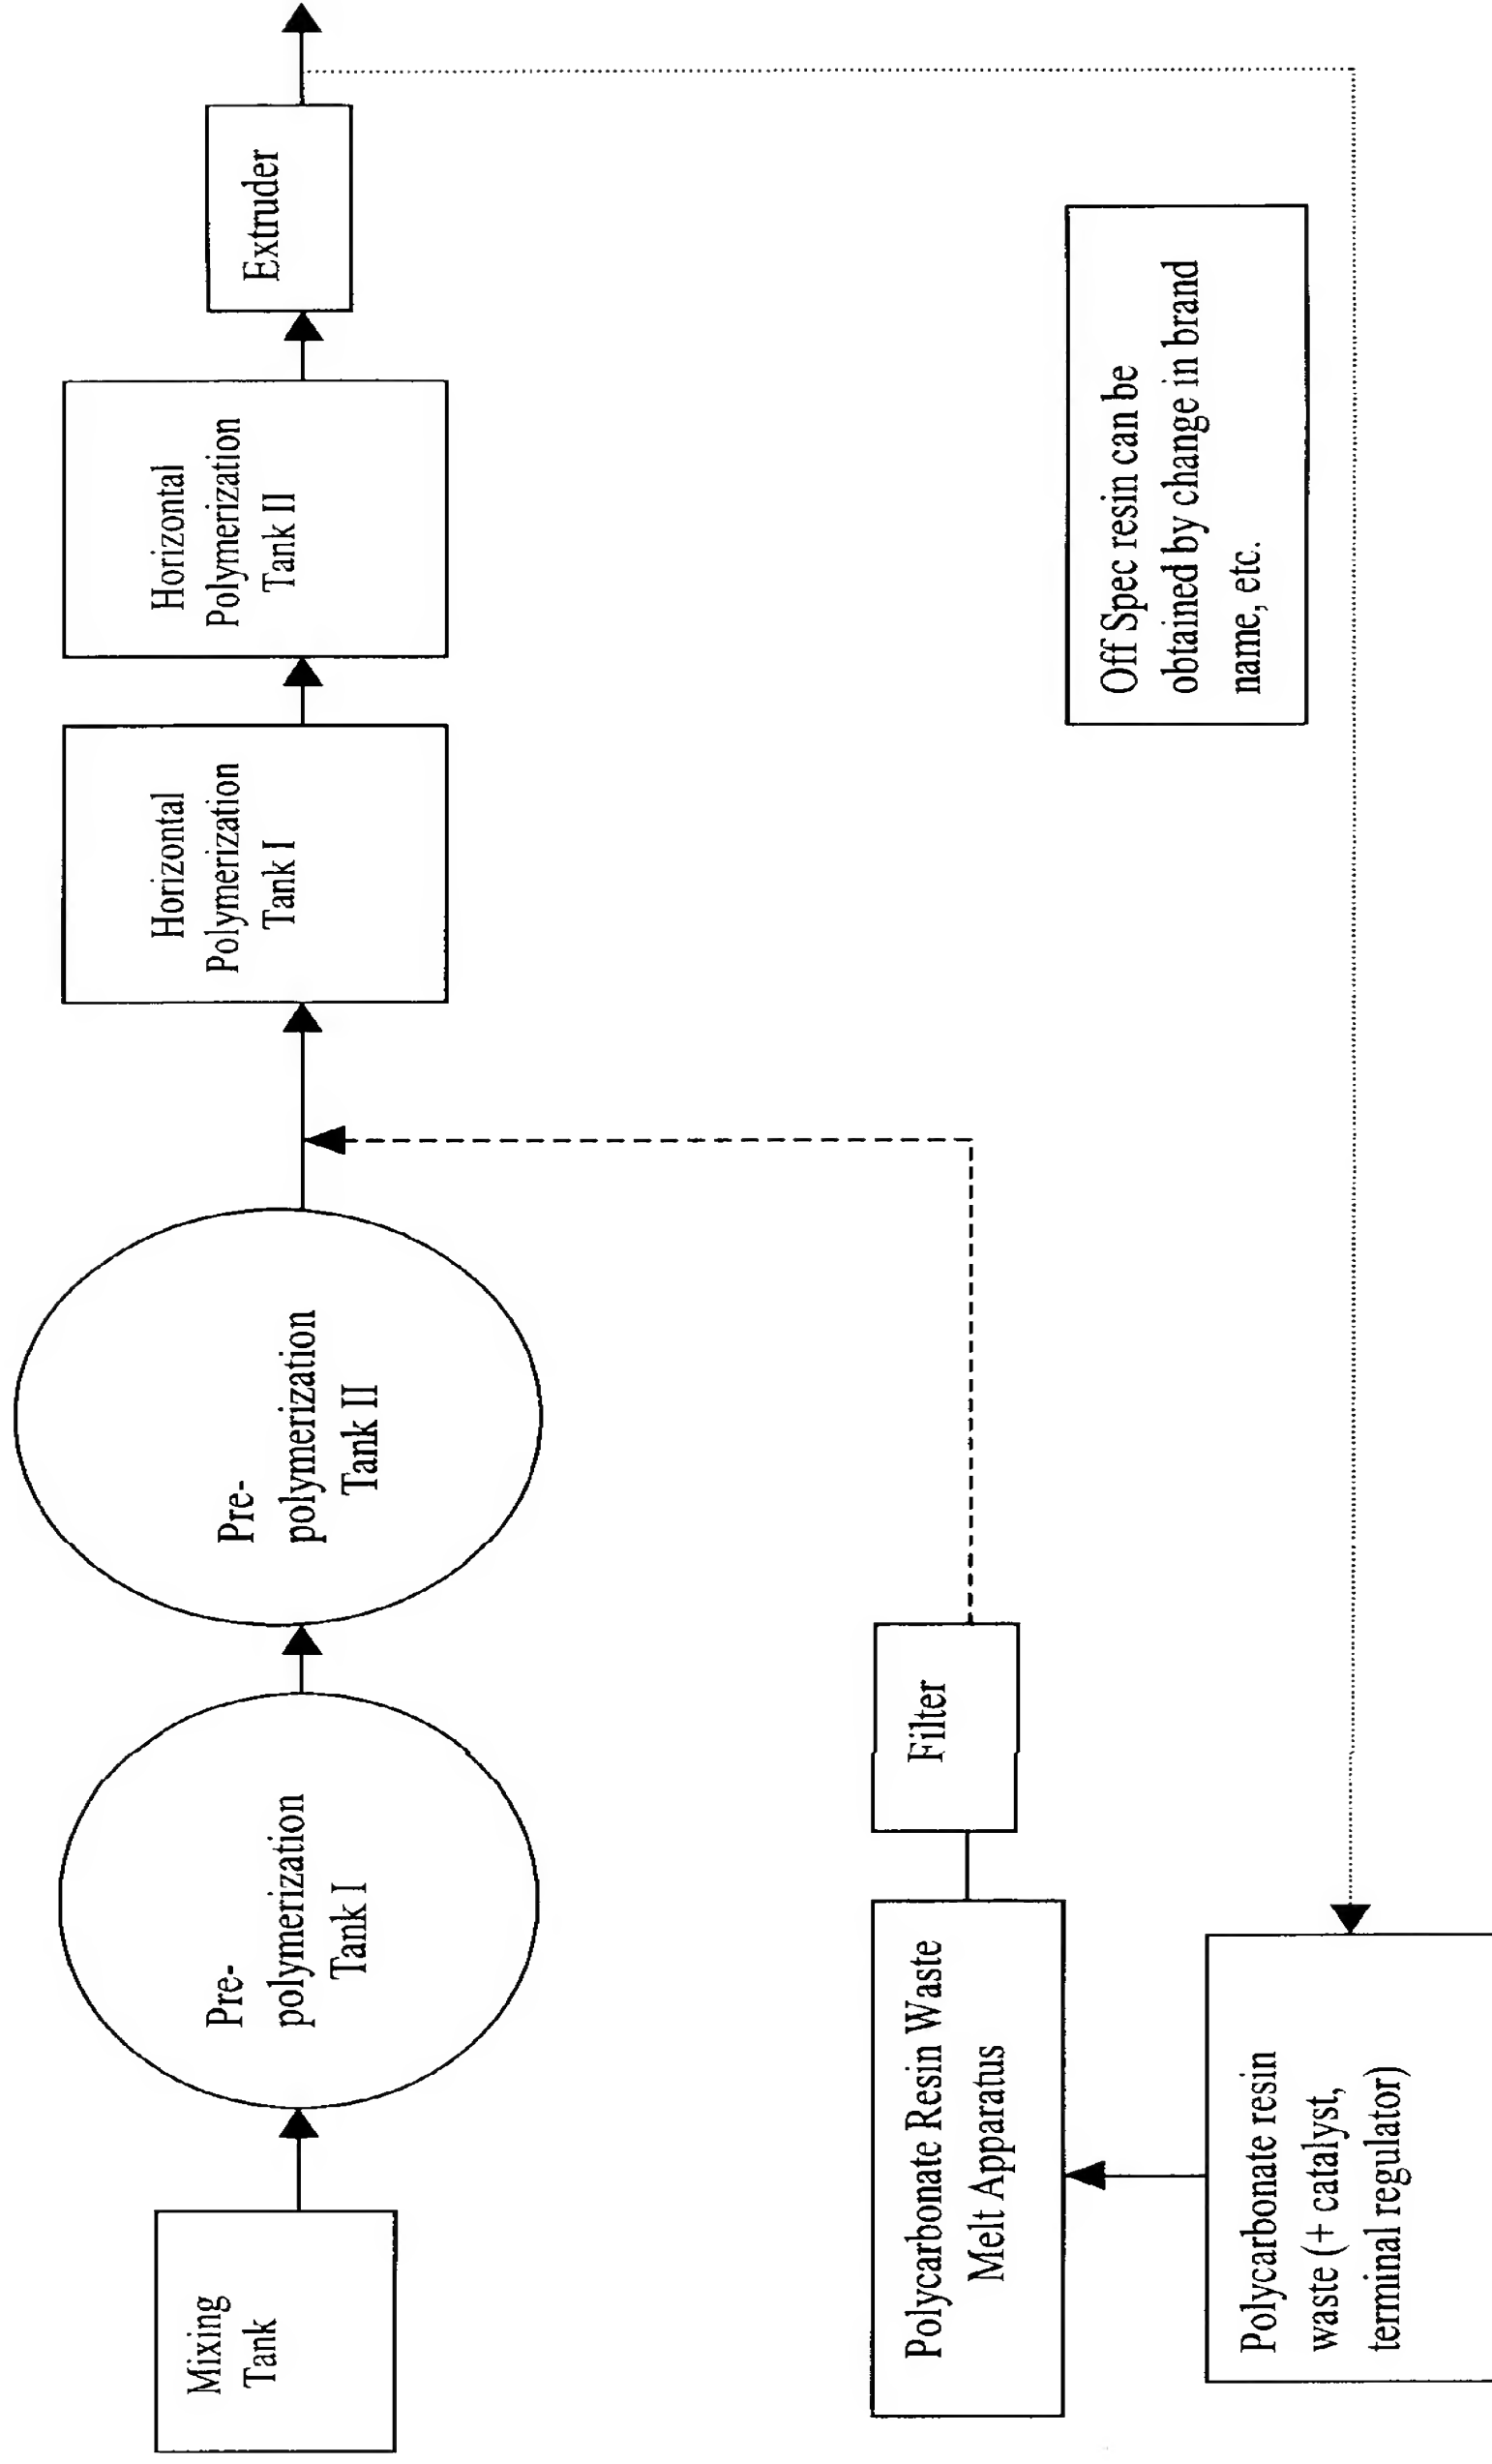 Mixing
Tank
Pre-
polymerization
Tank I
Pre-
polymerization
Tank II
Horizontal
Polymerization
Tank I
Horizontal
Polymerization
Tank II
Extruder
Polycarbonate Resin Waste
Melt Apparatus
Filter
Polycarbonate resin
waste (+ catalyst,
terminal regulator)
Off Spec resin can be
obtained by change in brand
name, etc.